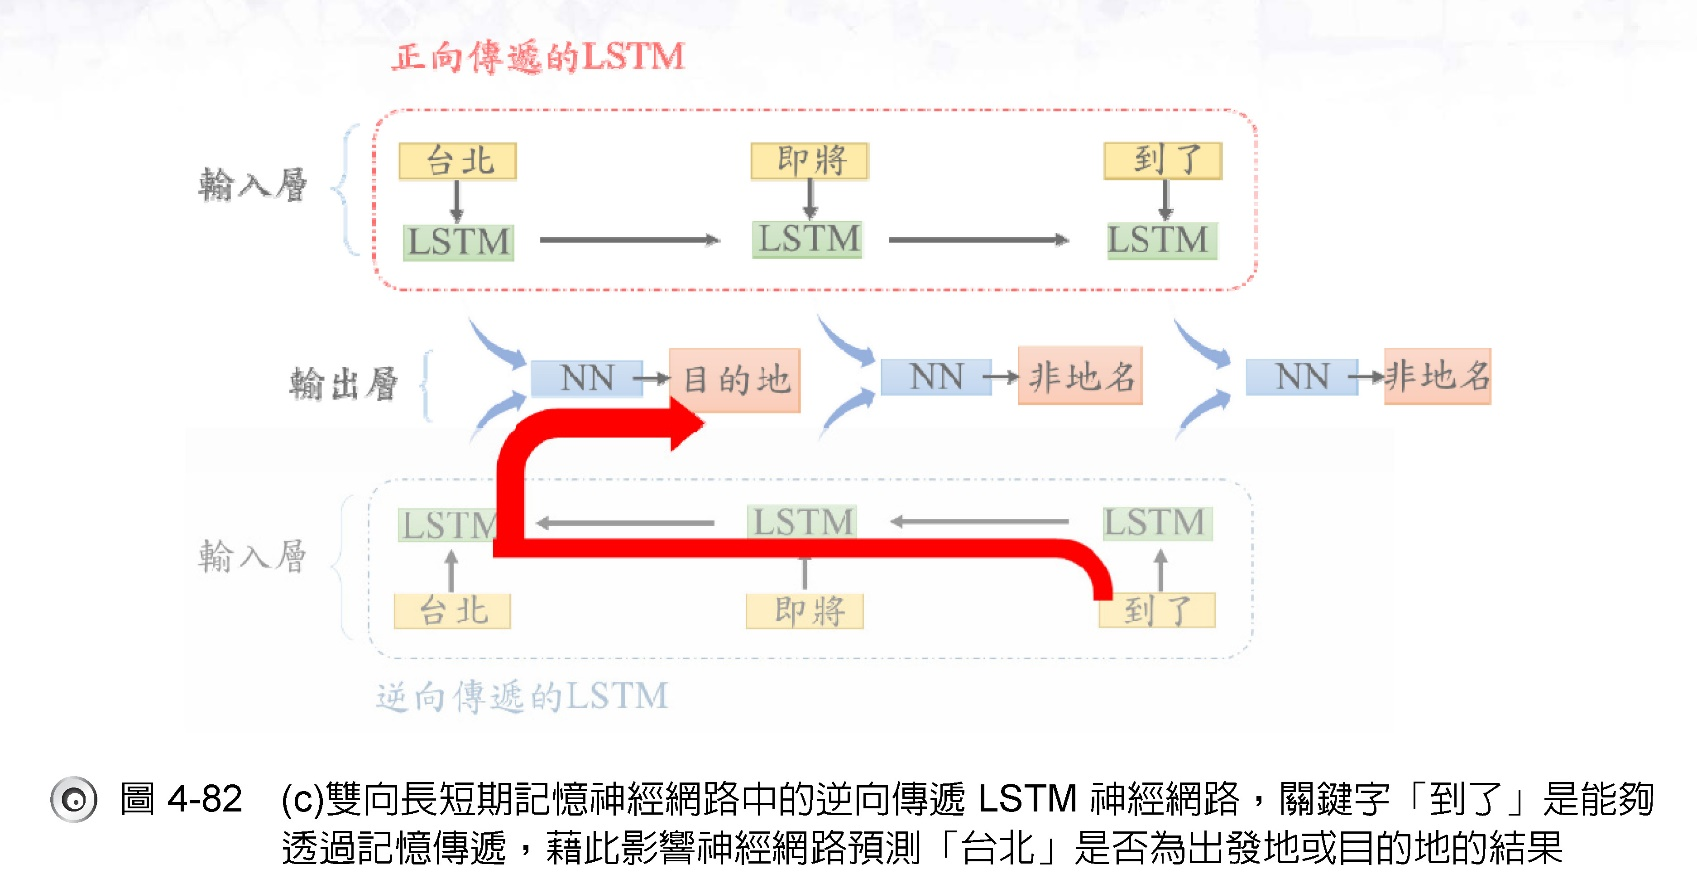 正向傳遞的LSTM
輸入層
台北 即將 到了
LSTM LSTM LSTM
輸出層
NN 目的地 NN 非地名 NN 非地名
LSTM LSTM LSTM
輸入層
台北 即將 到了
逆向傳遞的LSTM
圖 4-82 (c)雙向長短期記憶神經網路中的逆向傳遞 LSTM 神經網路，關鍵字「到了」是能夠
透過記憶傳遞，藉此影響神經網路預測「台北」是否為出發地或目的地的結果